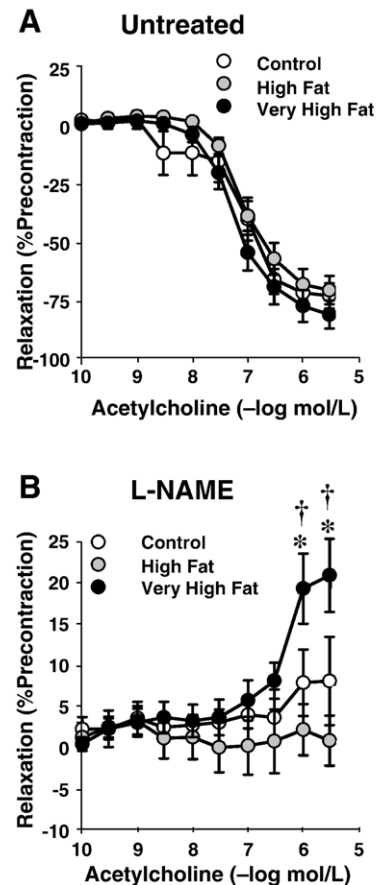 A
Untreated
Control
High Fat
Very High Fat
Relaxation (%Precontraction)
25
0
-25
-50
-75
-100
10 9 8 7 6 5
Acetylcholine (–log mol/L)
B
L-NAME
Control
High Fat
Very High Fat
† †
* *
Relaxation (%Precontraction)
25
20
15
10
5
0
-5
-10
10 9 8 7 6 5
Acetylcholine (–log mol/L)